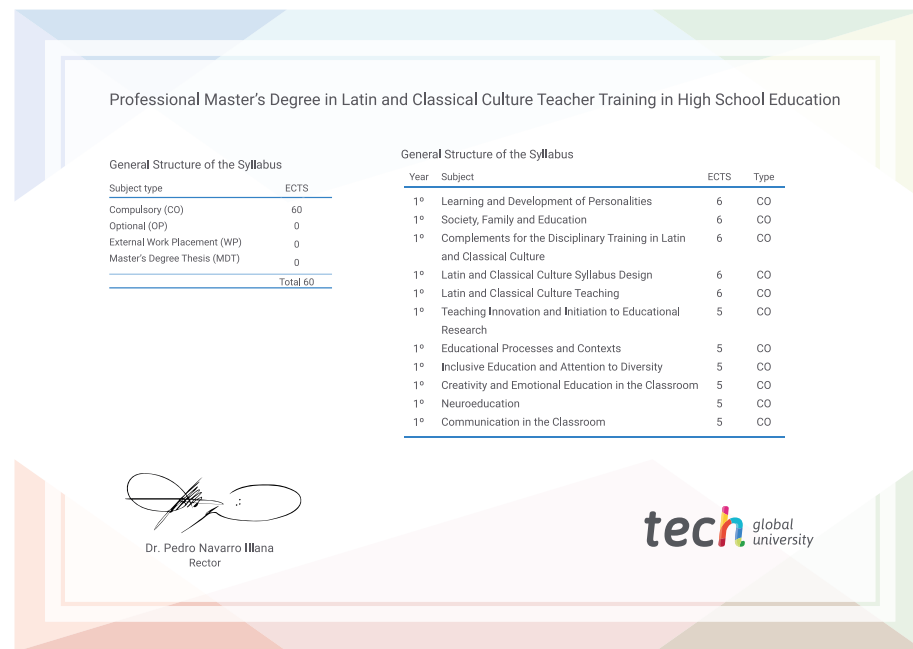 Professional Master's Degree in Latin and Classical Culture Teacher Training in High School Education
General Structure of the Syllabus
Subject type ECTS
Compulsory (CO) 60
Optional (OP) 0
External Work Placement (WP) 0
Master's Degree Thesis (MDT) 0
Total 60
General Structure of the Syllabus
Year Subject ECTS Type
1º Learning and Development of Personalities 6 CO
1º Society, Family and Education 6 CO
1º Complements for the Disciplinary Training in Latin 6 CO
and Classical Culture
1º Latin and Classical Culture Syllabus Design 6 CO
1º Latin and Classical Culture Teaching 6 CO
1º Teaching Innovation and Initiation to Educational 5 CO
Research
1º Educational Processes and Contexts 5 CO
1º Inclusive Education and Attention to Diversity 5 CO
1º Creativity and Emotional Education in the Classroom 5 CO
1º Neuroeducation 5 CO
1º Communication in the Classroom 5 CO
Dr. Pedro Navarro Illana
Rector
tech global
university